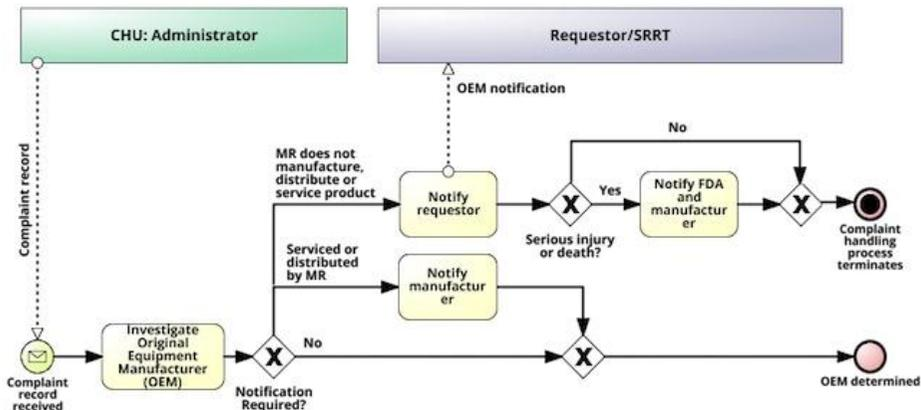 CHU: Administrator
Requestor/SRRT
OEM notification
Complaint record
No
MR does not
manufacture,
distribute or
service product
Notify
requestor
X
Yes
Notify FDA
and
manufactur
er
X
Serious injury
or death?
Complaint
handling
process
terminates
Serviced or
distributed
by MR
Notify
manufactur
er
Investigate
Original
Equipment
Manufacturer
(OEM)
X
No
X
Complaint
record
received
Notification
Required?
OEM determined